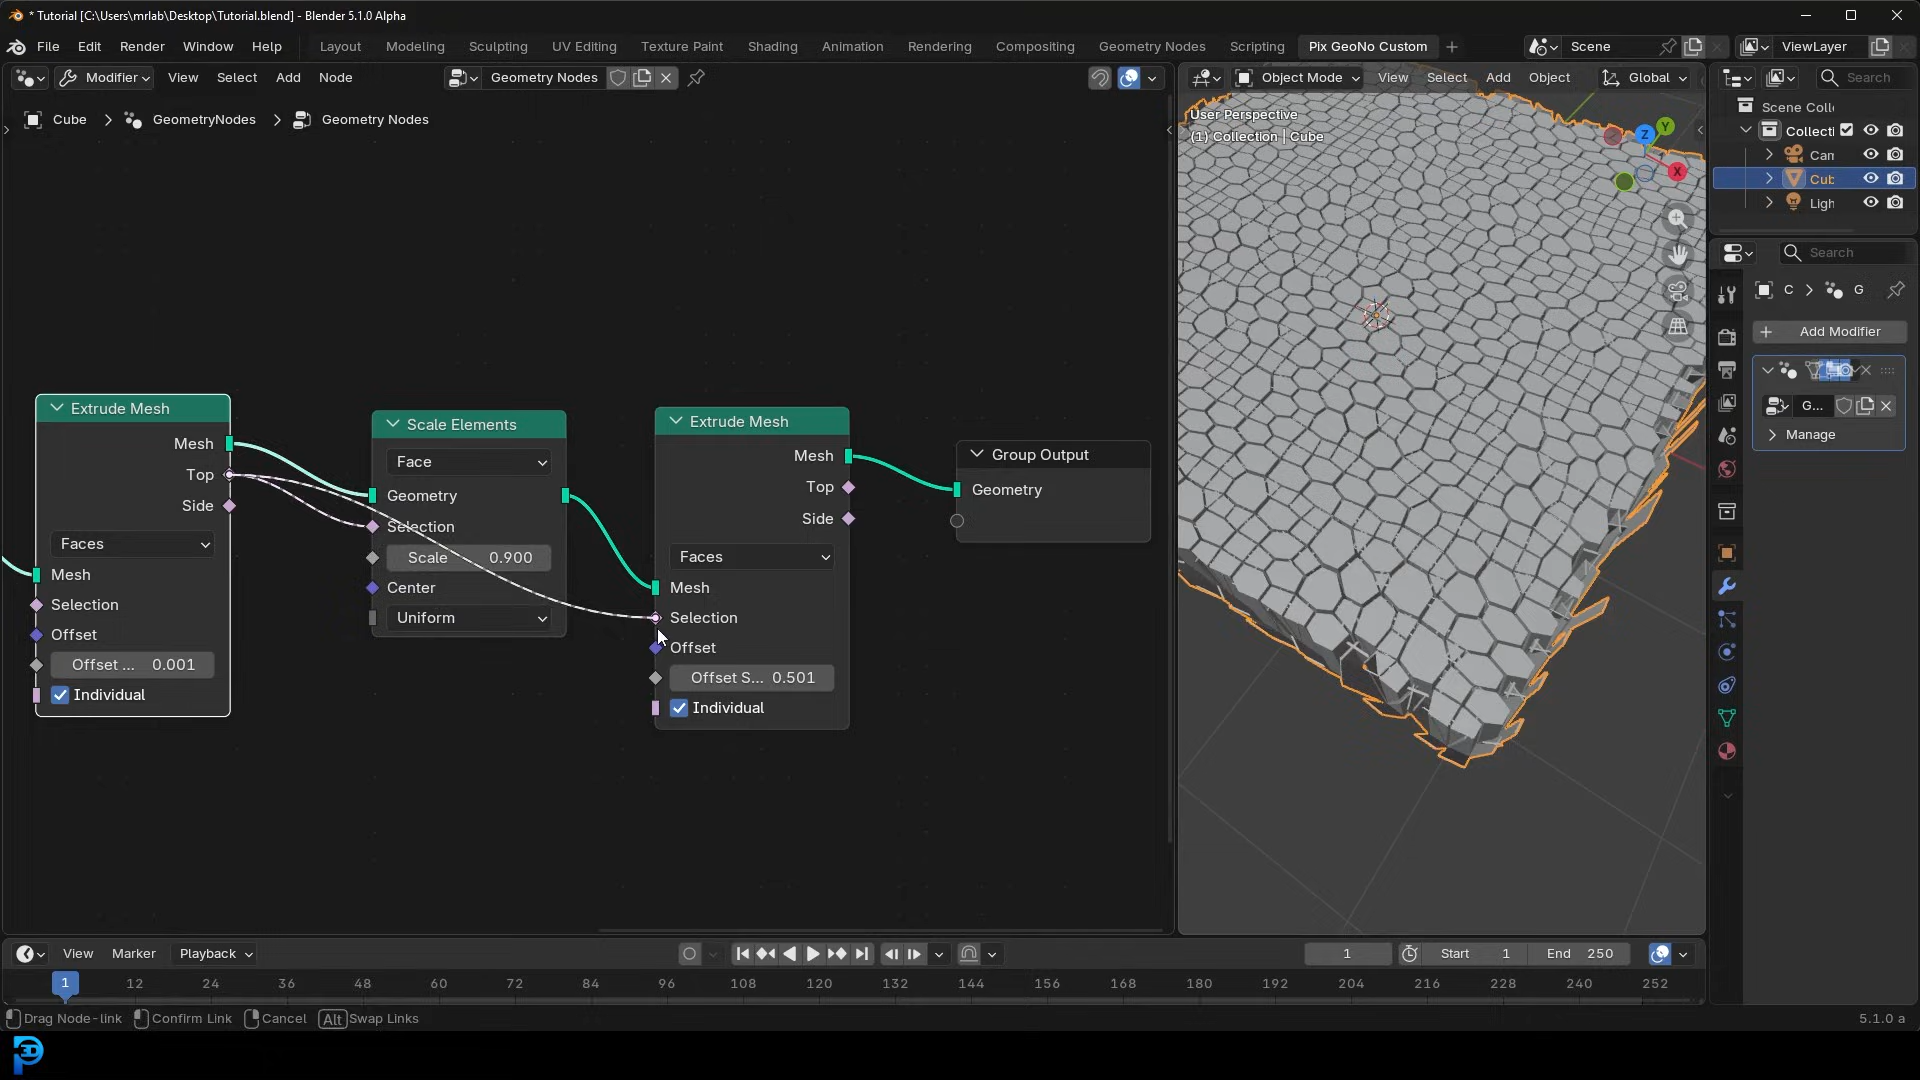 * Tutorial [C:\Users\mrlab\Desktop\Tutorial.blend] - Blender 5.1.0 Alpha
File Edit Render Window Help Layout Modeling Sculpting UV Editing Texture Paint Shading Animation Rendering Compositing Geometry Nodes Scripting Pix GeoNo Custom Scene ViewLayer
Modifier View Select Add Node Geometry Nodes Object Mode View Select Add Object Global Search
Cube GeometryNodes Geometry Nodes
User Perspective
(1) Collection | Cube
Z Y X
Scene Coll
Collecti
Can
Cub
Ligh
Search
C G
Add Modifier
G...
Manage
Extrude Mesh
Mesh
Top
Side
Faces
Mesh
Selection
Offset
Offset ... 0.001
Individual
Scale Elements
Face
Geometry
Selection
Scale 0.900
Center
Uniform
Extrude Mesh
Mesh
Top
Side
Faces
Mesh
Selection
Offset
Offset S... 0.501
Individual
Group Output
Geometry
View Marker Playback 1 Start 1 End 250
1 12 24 36 48 60 72 84 96 108 120 132 144 156 168 180 192 204 216 228 240 252
Drag Node-link Confirm Link Cancel Alt Swap Links 5.1.0 a